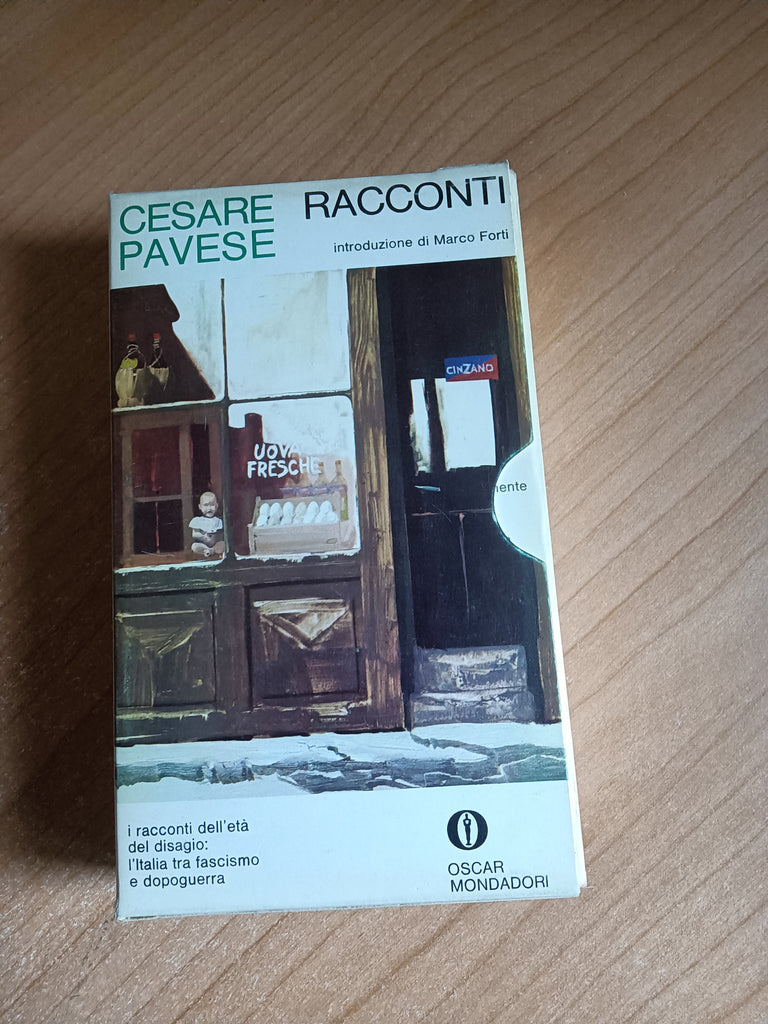 CESARE
PAVESE
RACCONTI
introduzione di Marco Forti
CINZANO
UOVA
FRESCHE
i racconti dell'età
del disagio:
l'Italia tra fascismo
e dopoguerra
OSCAR
MONDADORI